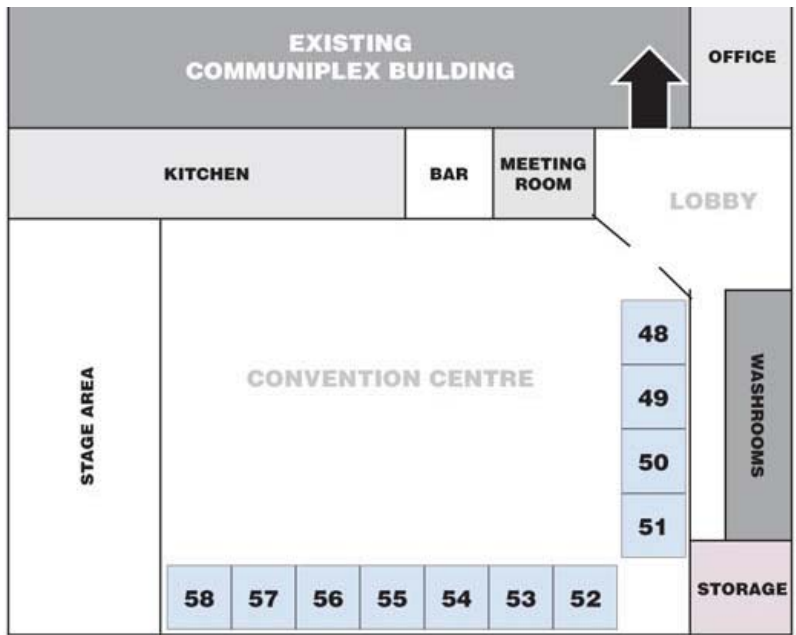 EXISTING
COMMUNIPLEX BUILDING
OFFICE
KITCHEN
BAR
MEETING
ROOM
LOBBY
48
CONVENTION CENTRE
49
STAGE AREA
WASHROOMS
50
51
58 57 56 55 54 53 52
STORAGE